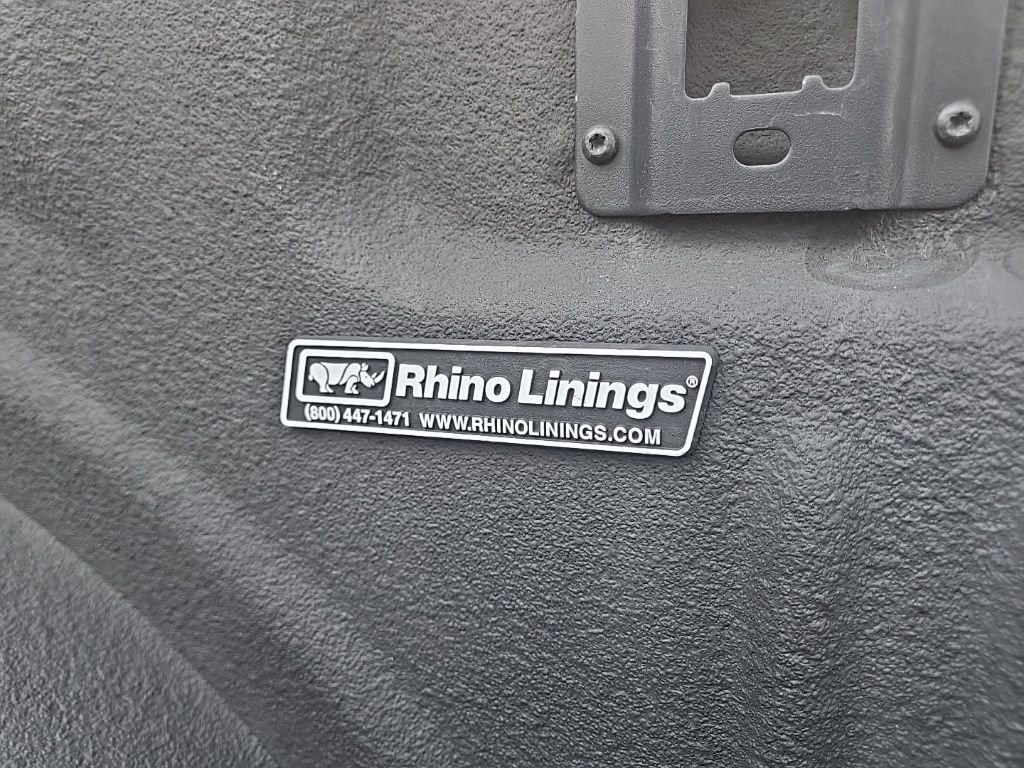 Rhino Linings®
(800) 447-1471 WWW.RHINOLININGS.COM